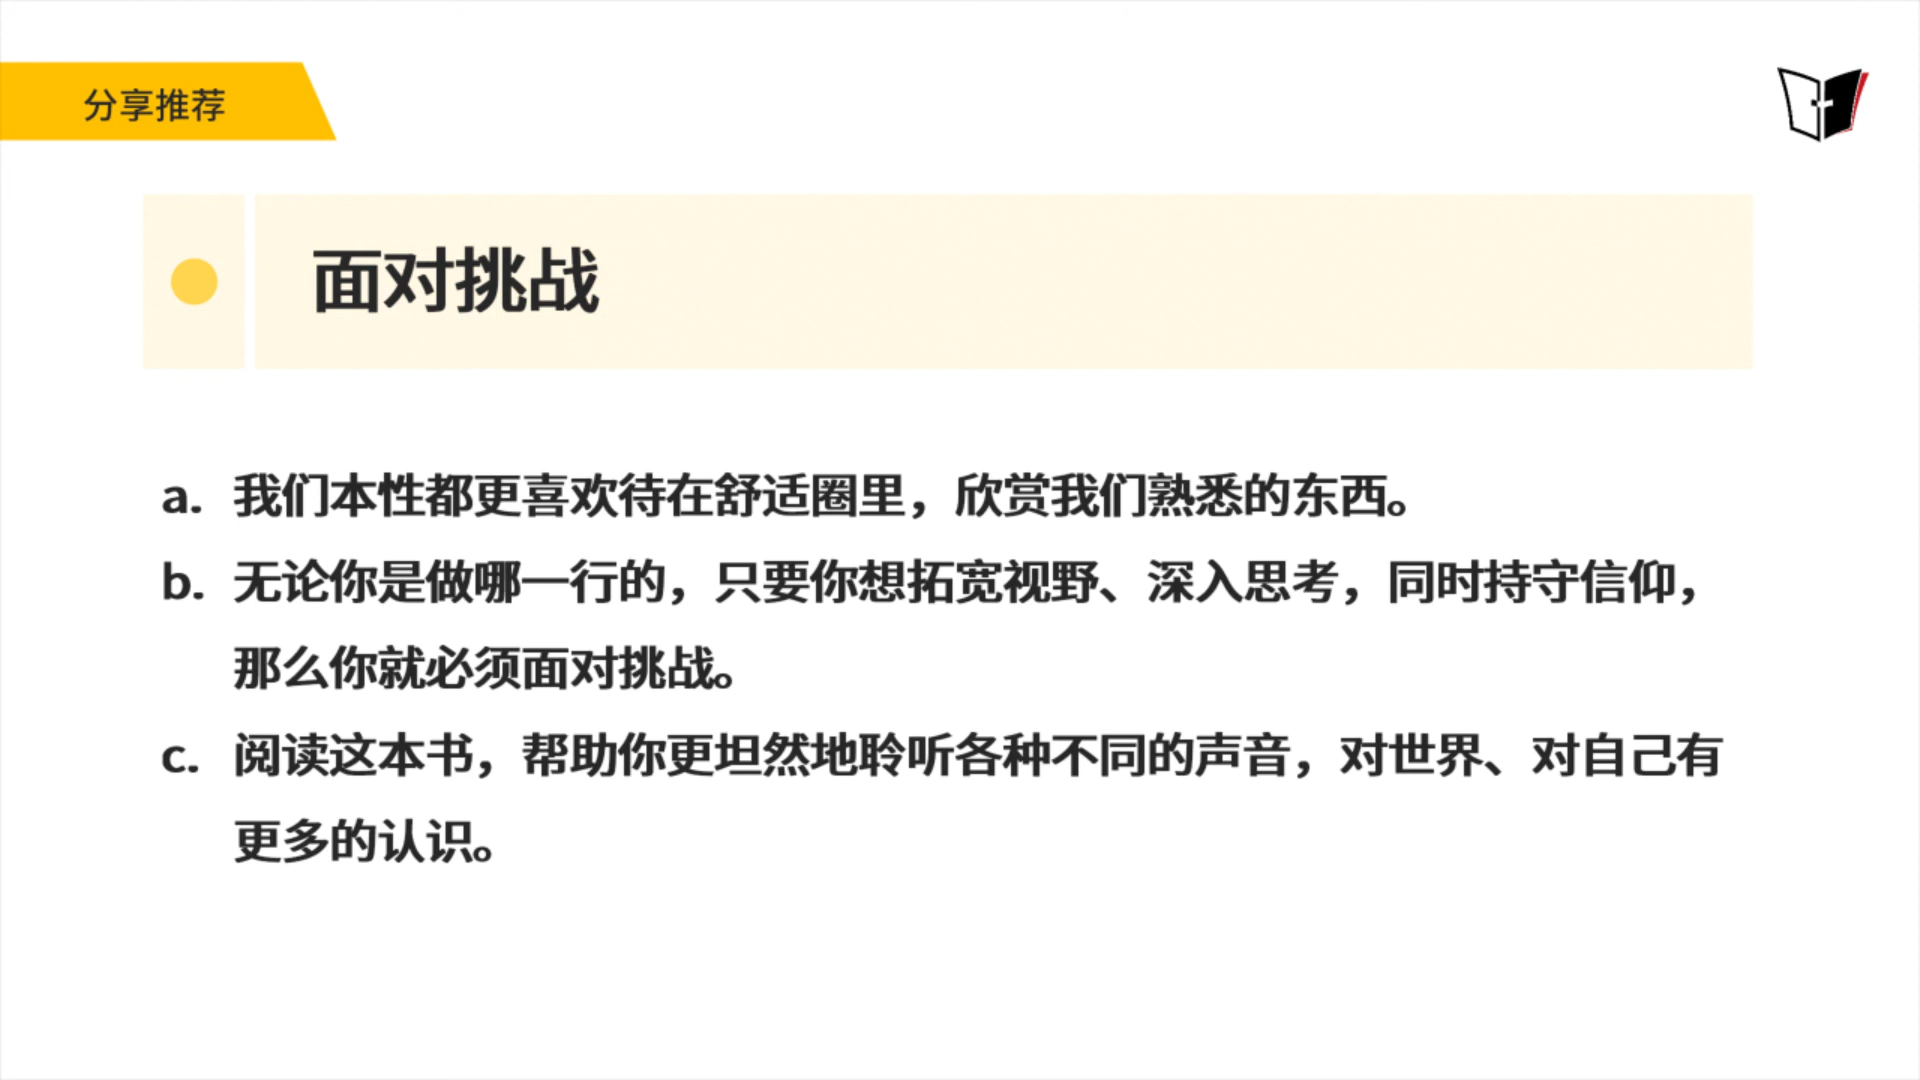 分享推荐
面对挑战
a. 我们本性都更喜欢待在舒适圈里，欣赏我们熟悉的东西。
b. 无论你是做哪一行的，只要你想拓宽视野、深入思考，同时持守信仰，
那么你就必须面对挑战。
c. 阅读这本书，帮助你更坦然地聆听各种不同的声音，对世界、对自己有
更多的认识。